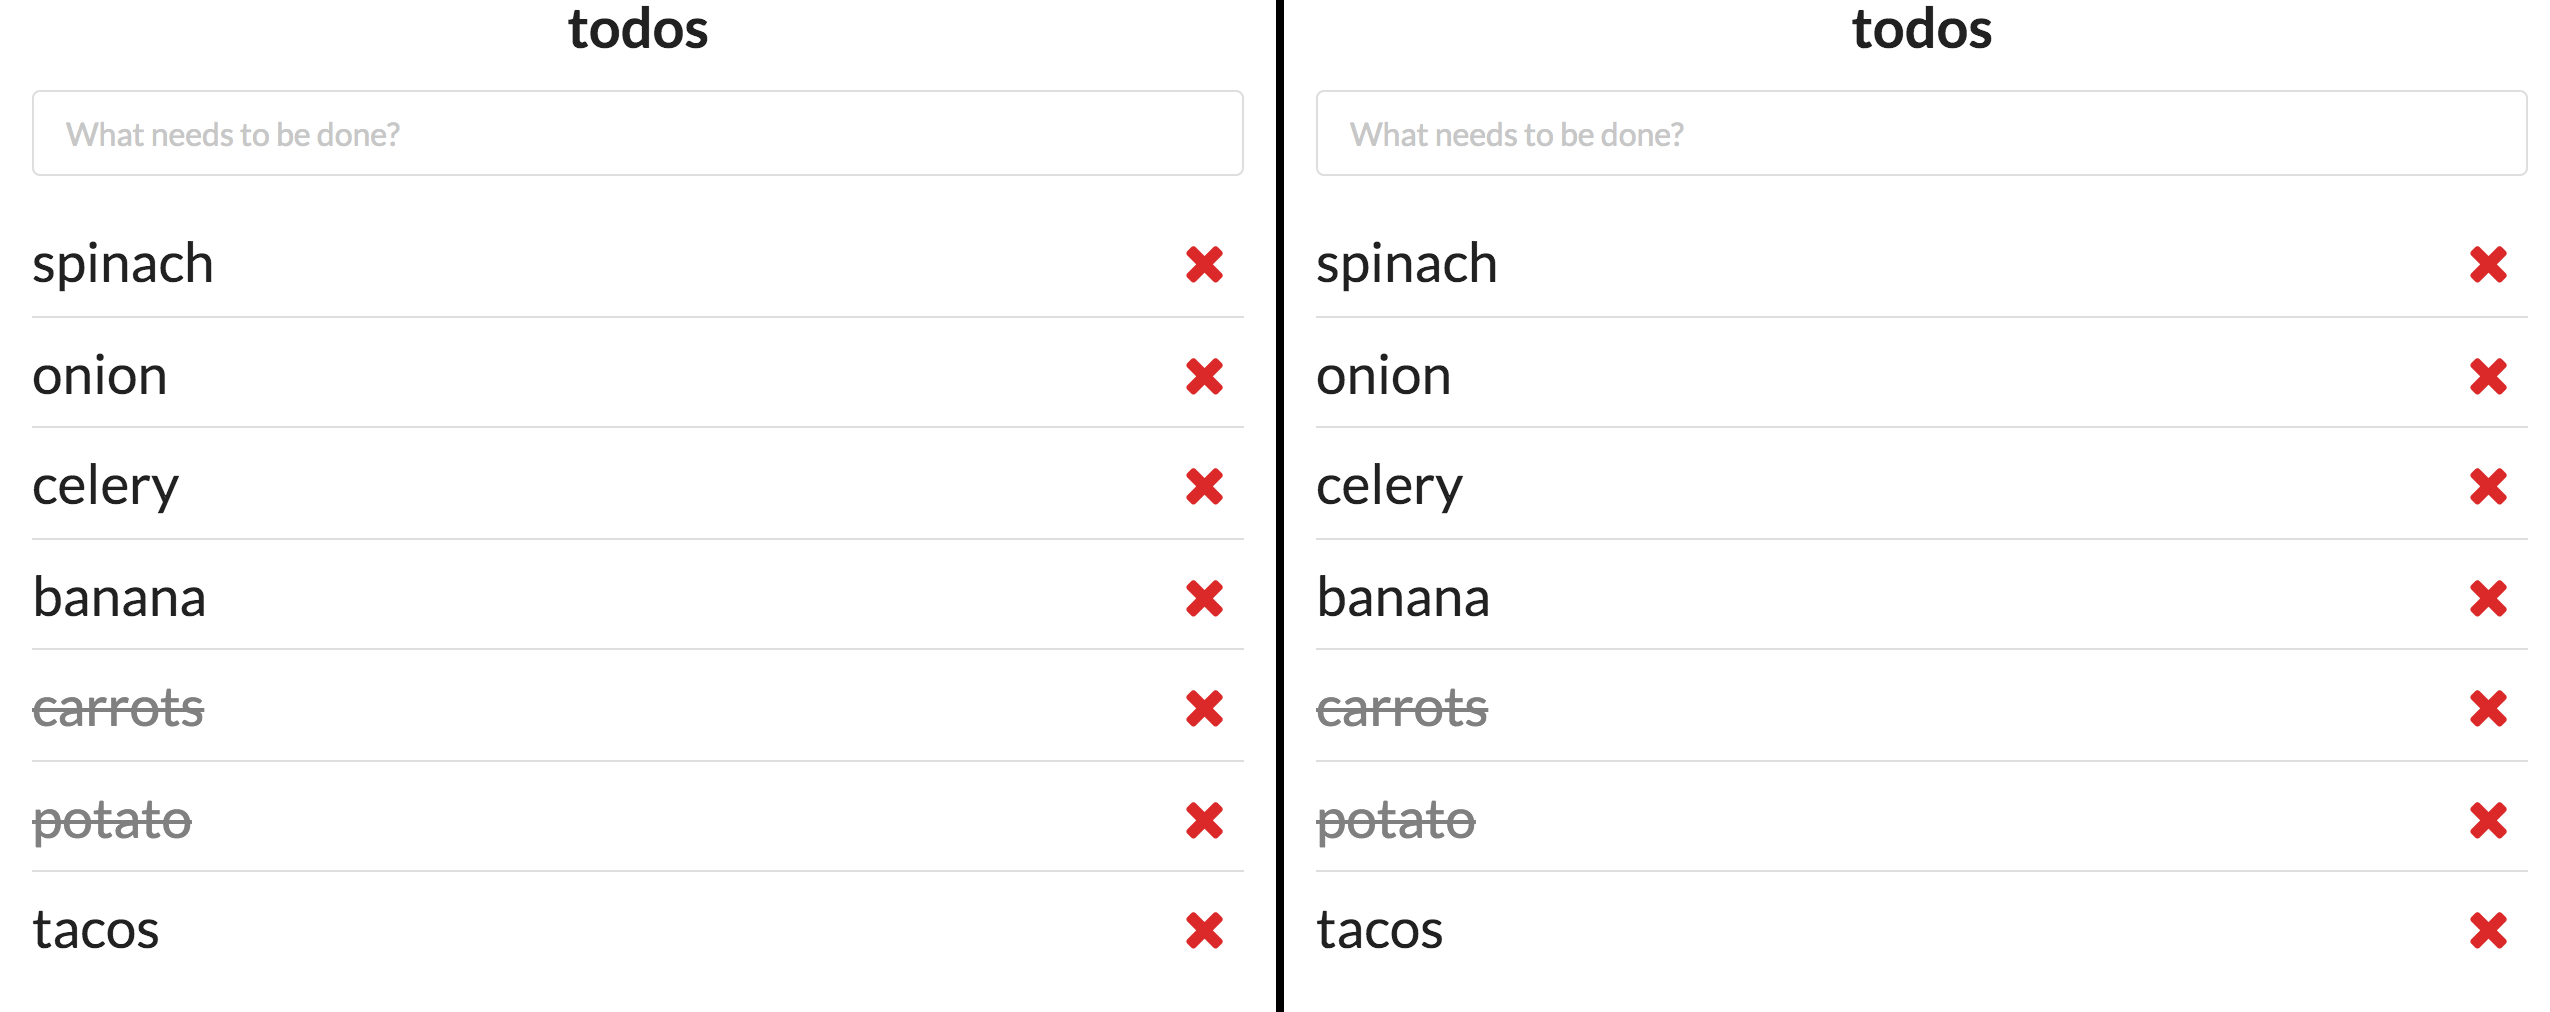 todos
What needs to be done?
spinach
onion
celery
banana
carrots
potato
tacos
todos
What needs to be done?
spinach
onion
celery
banana
carrots
potato
tacos